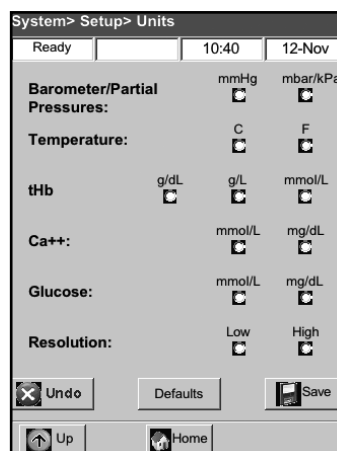 System> Setup> Units
Ready 10:40 12-Nov
mmHg mbar/kPa
Barometer/Partial
Pressures:
C F
Temperature:
g/dL g/L mmol/L
tHb
mmol/L mg/dL
Ca++:
mmol/L mg/dL
Glucose:
Low High
Resolution:
Undo Defaults Save
Up Home